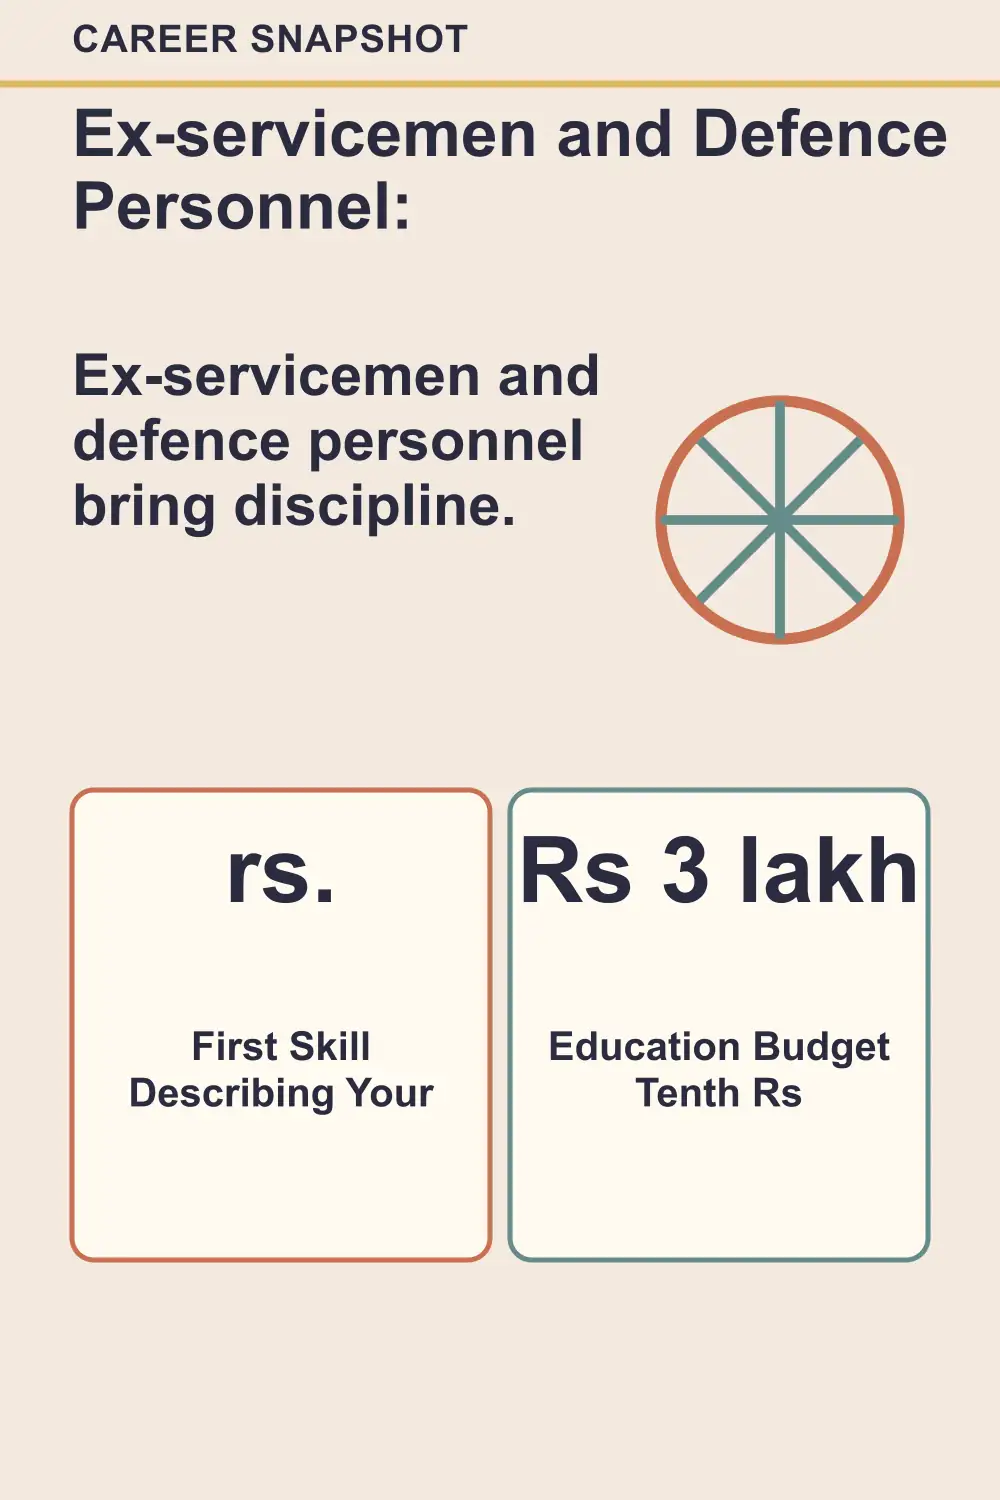 CAREER SNAPSHOT
Ex-servicemen and Defence
Personnel:
Ex-servicemen and
defence personnel
bring discipline.
rs.
First Skill
Describing Your
Rs 3 lakh
Education Budget
Tenth Rs